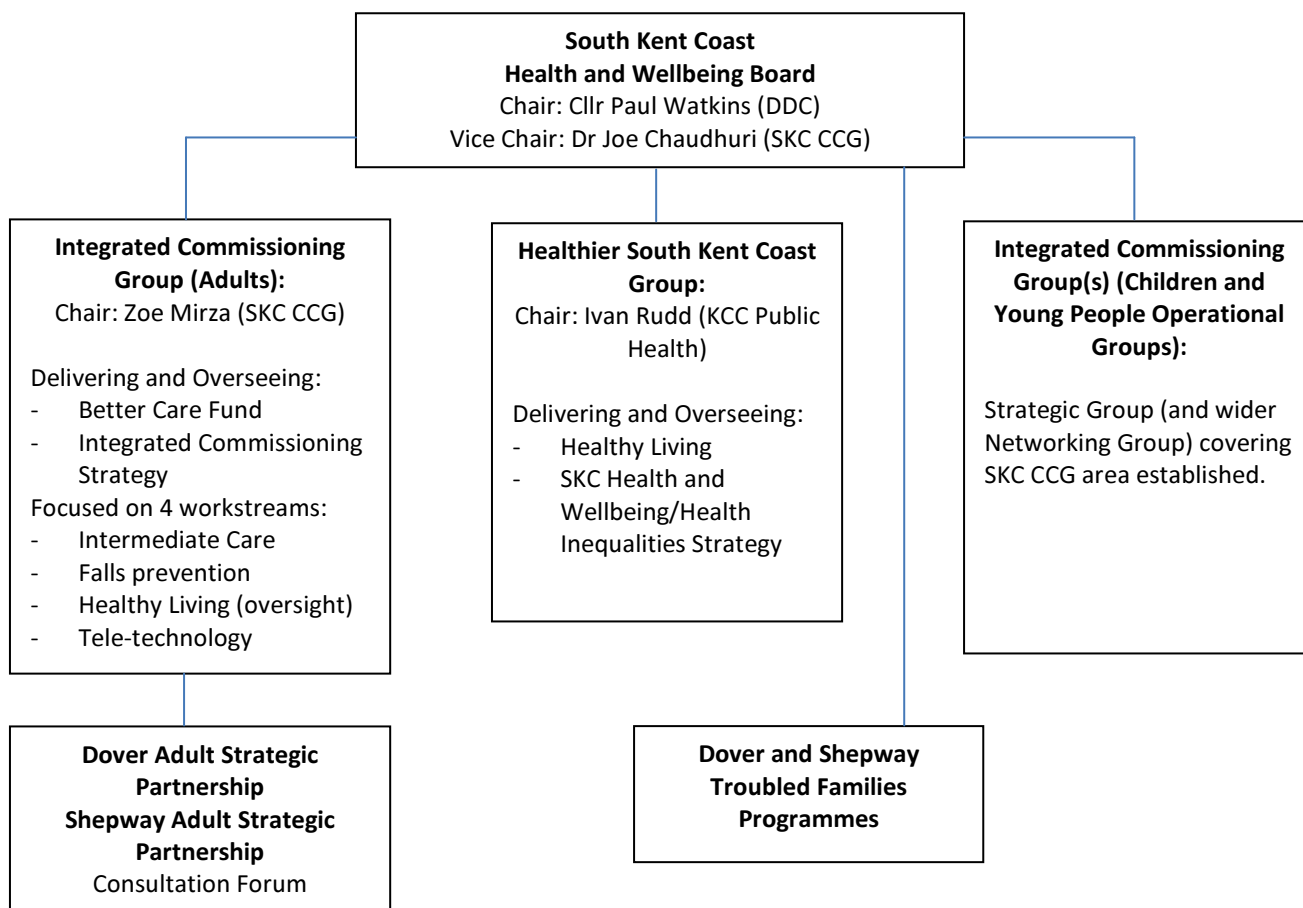 South Kent Coast
Health and Wellbeing Board
Chair: Cllr Paul Watkins (DDC)
Vice Chair: Dr Joe Chaudhuri (SKC CCG)
Integrated Commissioning
Group (Adults):
Chair: Zoe Mirza (SKC CCG)
Delivering and Overseeing:
- Better Care Fund
- Integrated Commissioning
Strategy
Focused on 4 workstreams:
- Intermediate Care
- Falls prevention
- Healthy Living (oversight)
- Tele-technology
Healthier South Kent Coast
Group:
Chair: Ivan Rudd (KCC Public
Health)
Delivering and Overseeing:
- Healthy Living
- SKC Health and
Wellbeing/Health
Inequalities Strategy
Integrated Commissioning
Group(s) (Children and
Young People Operational
Groups):
Strategic Group (and wider
Networking Group) covering
SKC CCG area established.
Dover Adult Strategic
Partnership
Shepway Adult Strategic
Partnership
Consultation Forum
Dover and Shepway
Troubled Families
Programmes